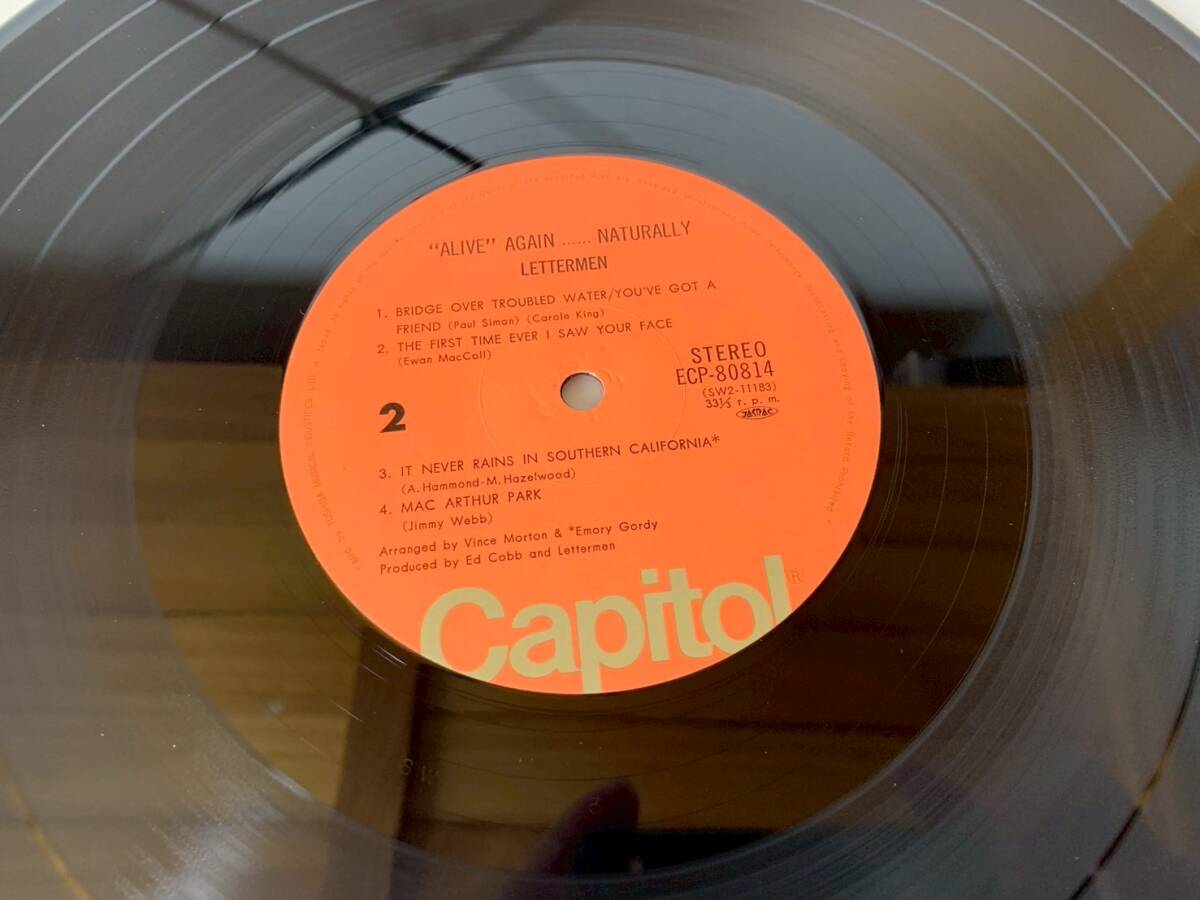 “ALIVE” AGAIN ...... NATURALLY
LETTERMEN
1. BRIDGE OVER TROUBLED WATER/YOU'VE GOT A
FRIEND (Paul Siman) (Carole King)
2. THE FIRST TIME EVER I SAW YOUR FACE
(Ewan MacColl)
STEREO
ECP-80814
(SW2-11183)
33⅓ r. p. m.
JASRAC
2
3. IT NEVER RAINS IN SOUTHERN CALIFORNIA*
(A. Hammond-M. Hazelwood)
4. MAC ARTHUR PARK
(Jimmy Webb)
Arranged by Vince Morton & *Emory Gordy
Produced by Ed Cobb and Lettermen
Capitol®